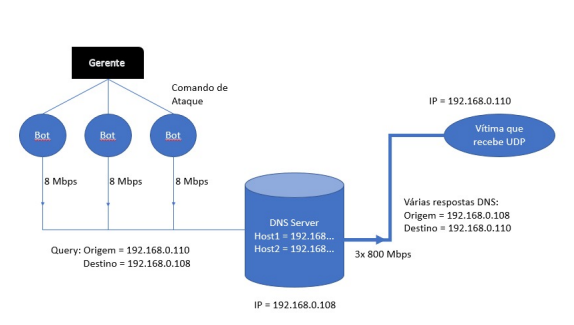 Gerente
Comando de
Ataque
IP = 192.168.0.110
Bot
Bot
Bot
Vítima que
recebe UDP
8 Mbps
8 Mbps
8 Mbps
Várias respostas DNS:
Origem = 192.168.0.108
Destino = 192.168.0.110
DNS Server
Host1 = 192.168...
Host2 = 192.168...
Query: Origem = 192.168.0.110
Destino = 192.168.0.108
3x 800 Mbps
IP = 192.168.0.108